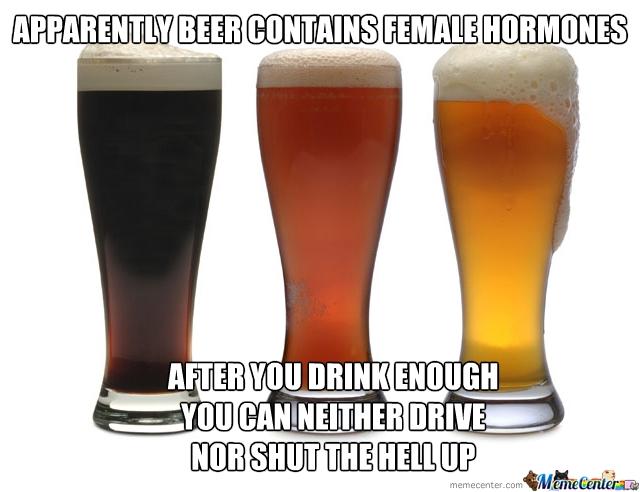 APPARENTLY BEER CONTAINS FEMALE HORMONES
AFTER YOU DRINK ENOUGH
YOU CAN NEITHER DRIVE
NOR SHUT THE HELL UP
memecenter.com MemeCenter